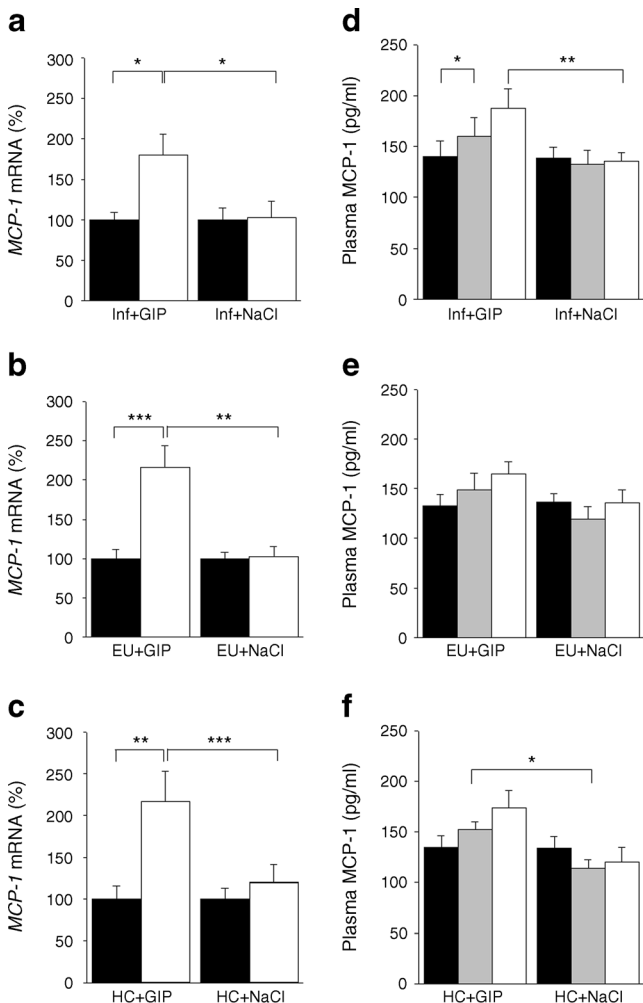 a
MCP-1 mRNA (%)
300
250
200
150
100
50
0
* *
Inf+GIP Inf+NaCl
d
Plasma MCP-1 (pg/ml)
250
200
150
100
50
0
* **
Inf+GIP Inf+NaCl
b
MCP-1 mRNA (%)
300
250
200
150
100
50
0
*** **
EU+GIP EU+NaCl
e
Plasma MCP-1 (pg/ml)
250
200
150
100
50
0
EU+GIP EU+NaCl
c
MCP-1 mRNA (%)
300
250
200
150
100
50
0
** ***
HC+GIP HC+NaCl
f
Plasma MCP-1 (pg/ml)
250
200
150
100
50
0
*
HC+GIP HC+NaCl